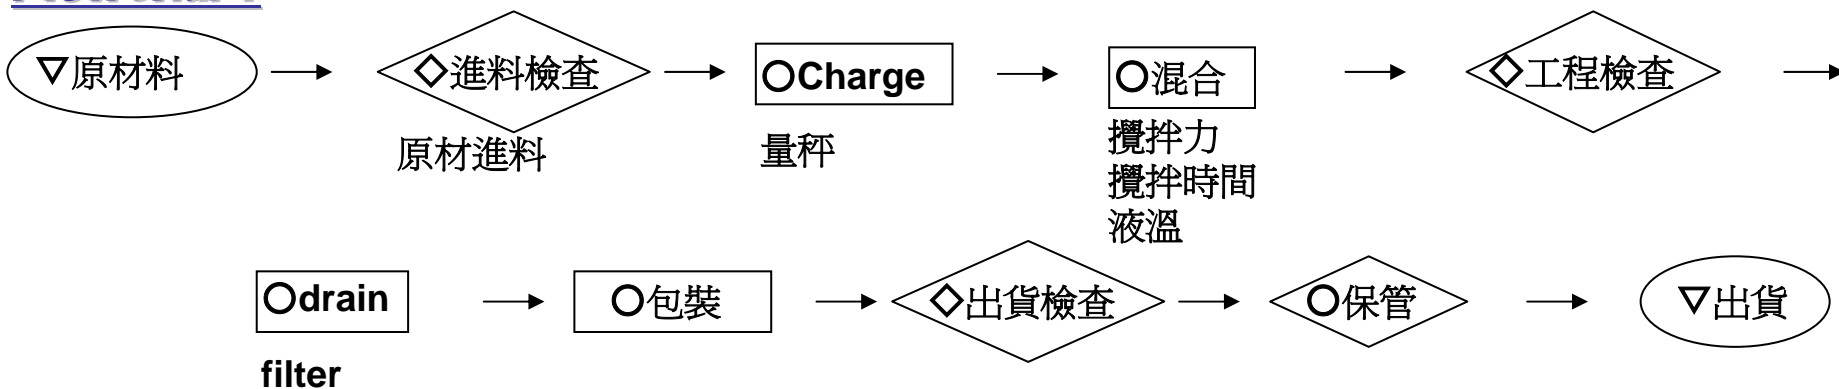 ▽原材料
◇進料檢查
原材進料
○Charge
量秤
○混合
攪拌力
攪拌時間
液溫
◇工程檢查
○drain
filter
○包裝
◇出貨檢查
○保管
▽出貨